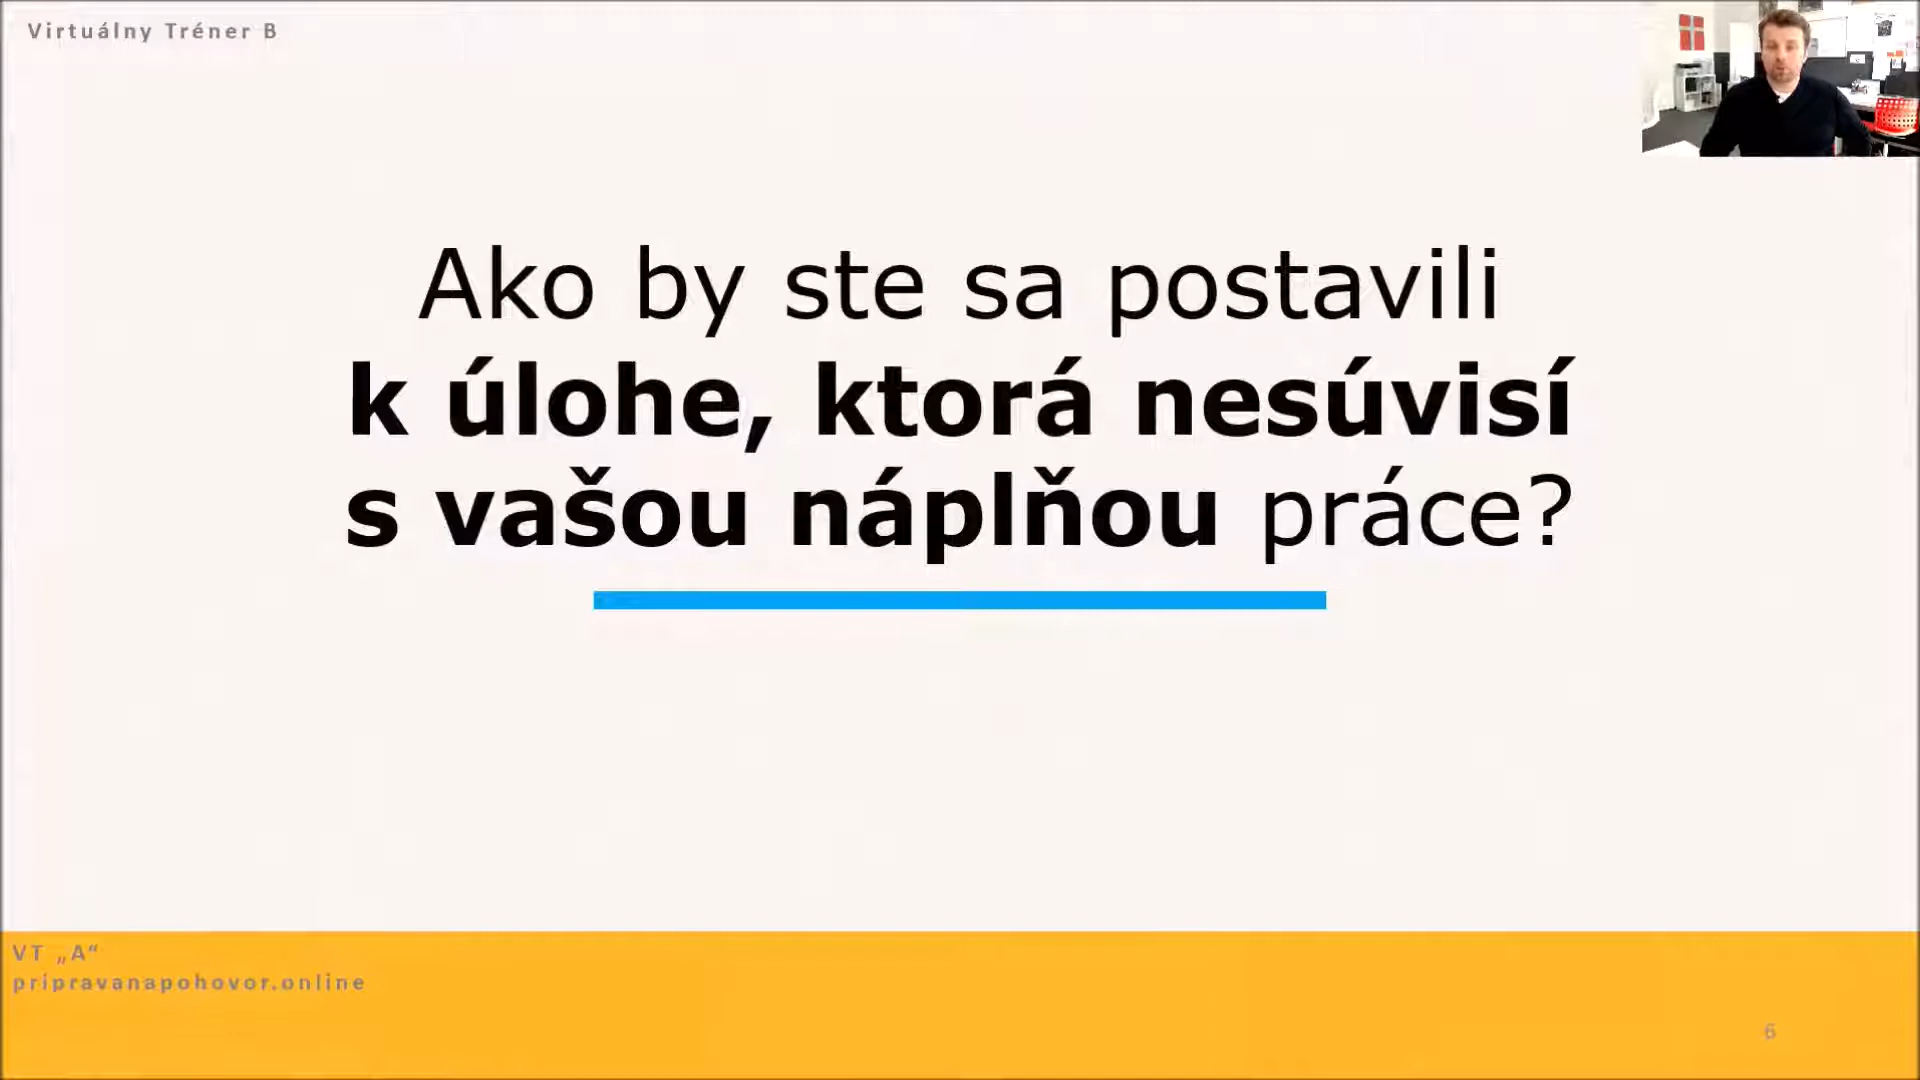 Virtuálny Tréner B
Ako by ste sa postavili
k úlohe, ktorá nesúvisí
s vašou náplňou práce?
VT „A“
pripravanapohovor.online
6